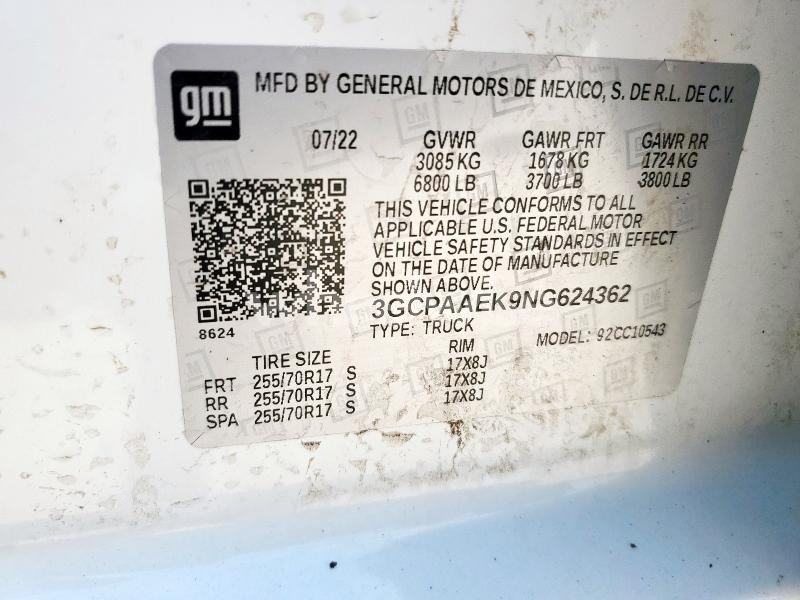 gm
MFD BY GENERAL MOTORS DE MEXICO, S. DE R.L. DE C.V.
07/22 GVWR GAWR FRT GAWR RR
3085 KG 1678 KG 1724 KG
6800 LB 3700 LB 3800 LB
THIS VEHICLE CONFORMS TO ALL
APPLICABLE U.S. FEDERAL MOTOR
VEHICLE SAFETY STANDARDS IN EFFECT
ON THE DATE OF MANUFACTURE
SHOWN ABOVE.
3GCPAAEK9NG624362
8624
TYPE: TRUCK MODEL: 92CC10543
TIRE SIZE RIM
FRT 255/70R17 S 17X8J
RR 255/70R17 S 17X8J
SPA 255/70R17 S 17X8J